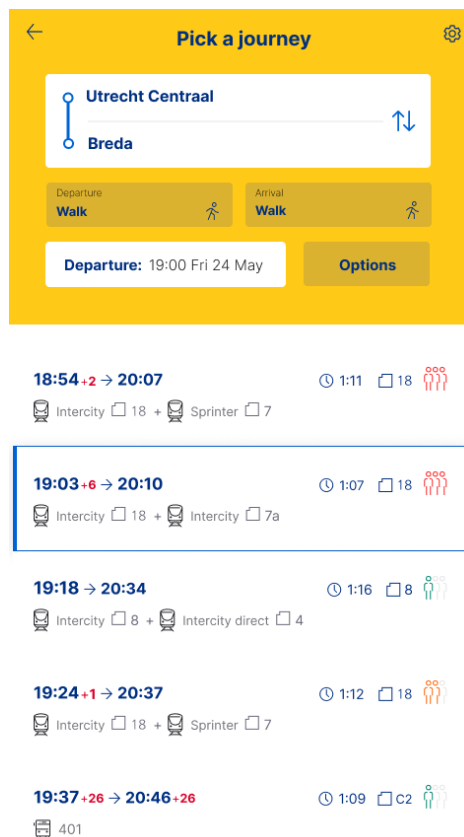 Pick a journey
Utrecht Centraal
Breda
Departure
Walk
Arrival
Walk
Departure: 19:00 Fri 24 May
Options
18:54 +2 → 20:07 1:11 18
Intercity 18 + Sprinter 7
19:03 +6 → 20:10 1:07 18
Intercity 18 + Intercity 7a
19:18 → 20:34 1:16 8
Intercity 8 + Intercity direct 4
19:24 +1 → 20:37 1:12 18
Intercity 18 + Sprinter 7
19:37 +26 → 20:46 +26 1:09 C2
401